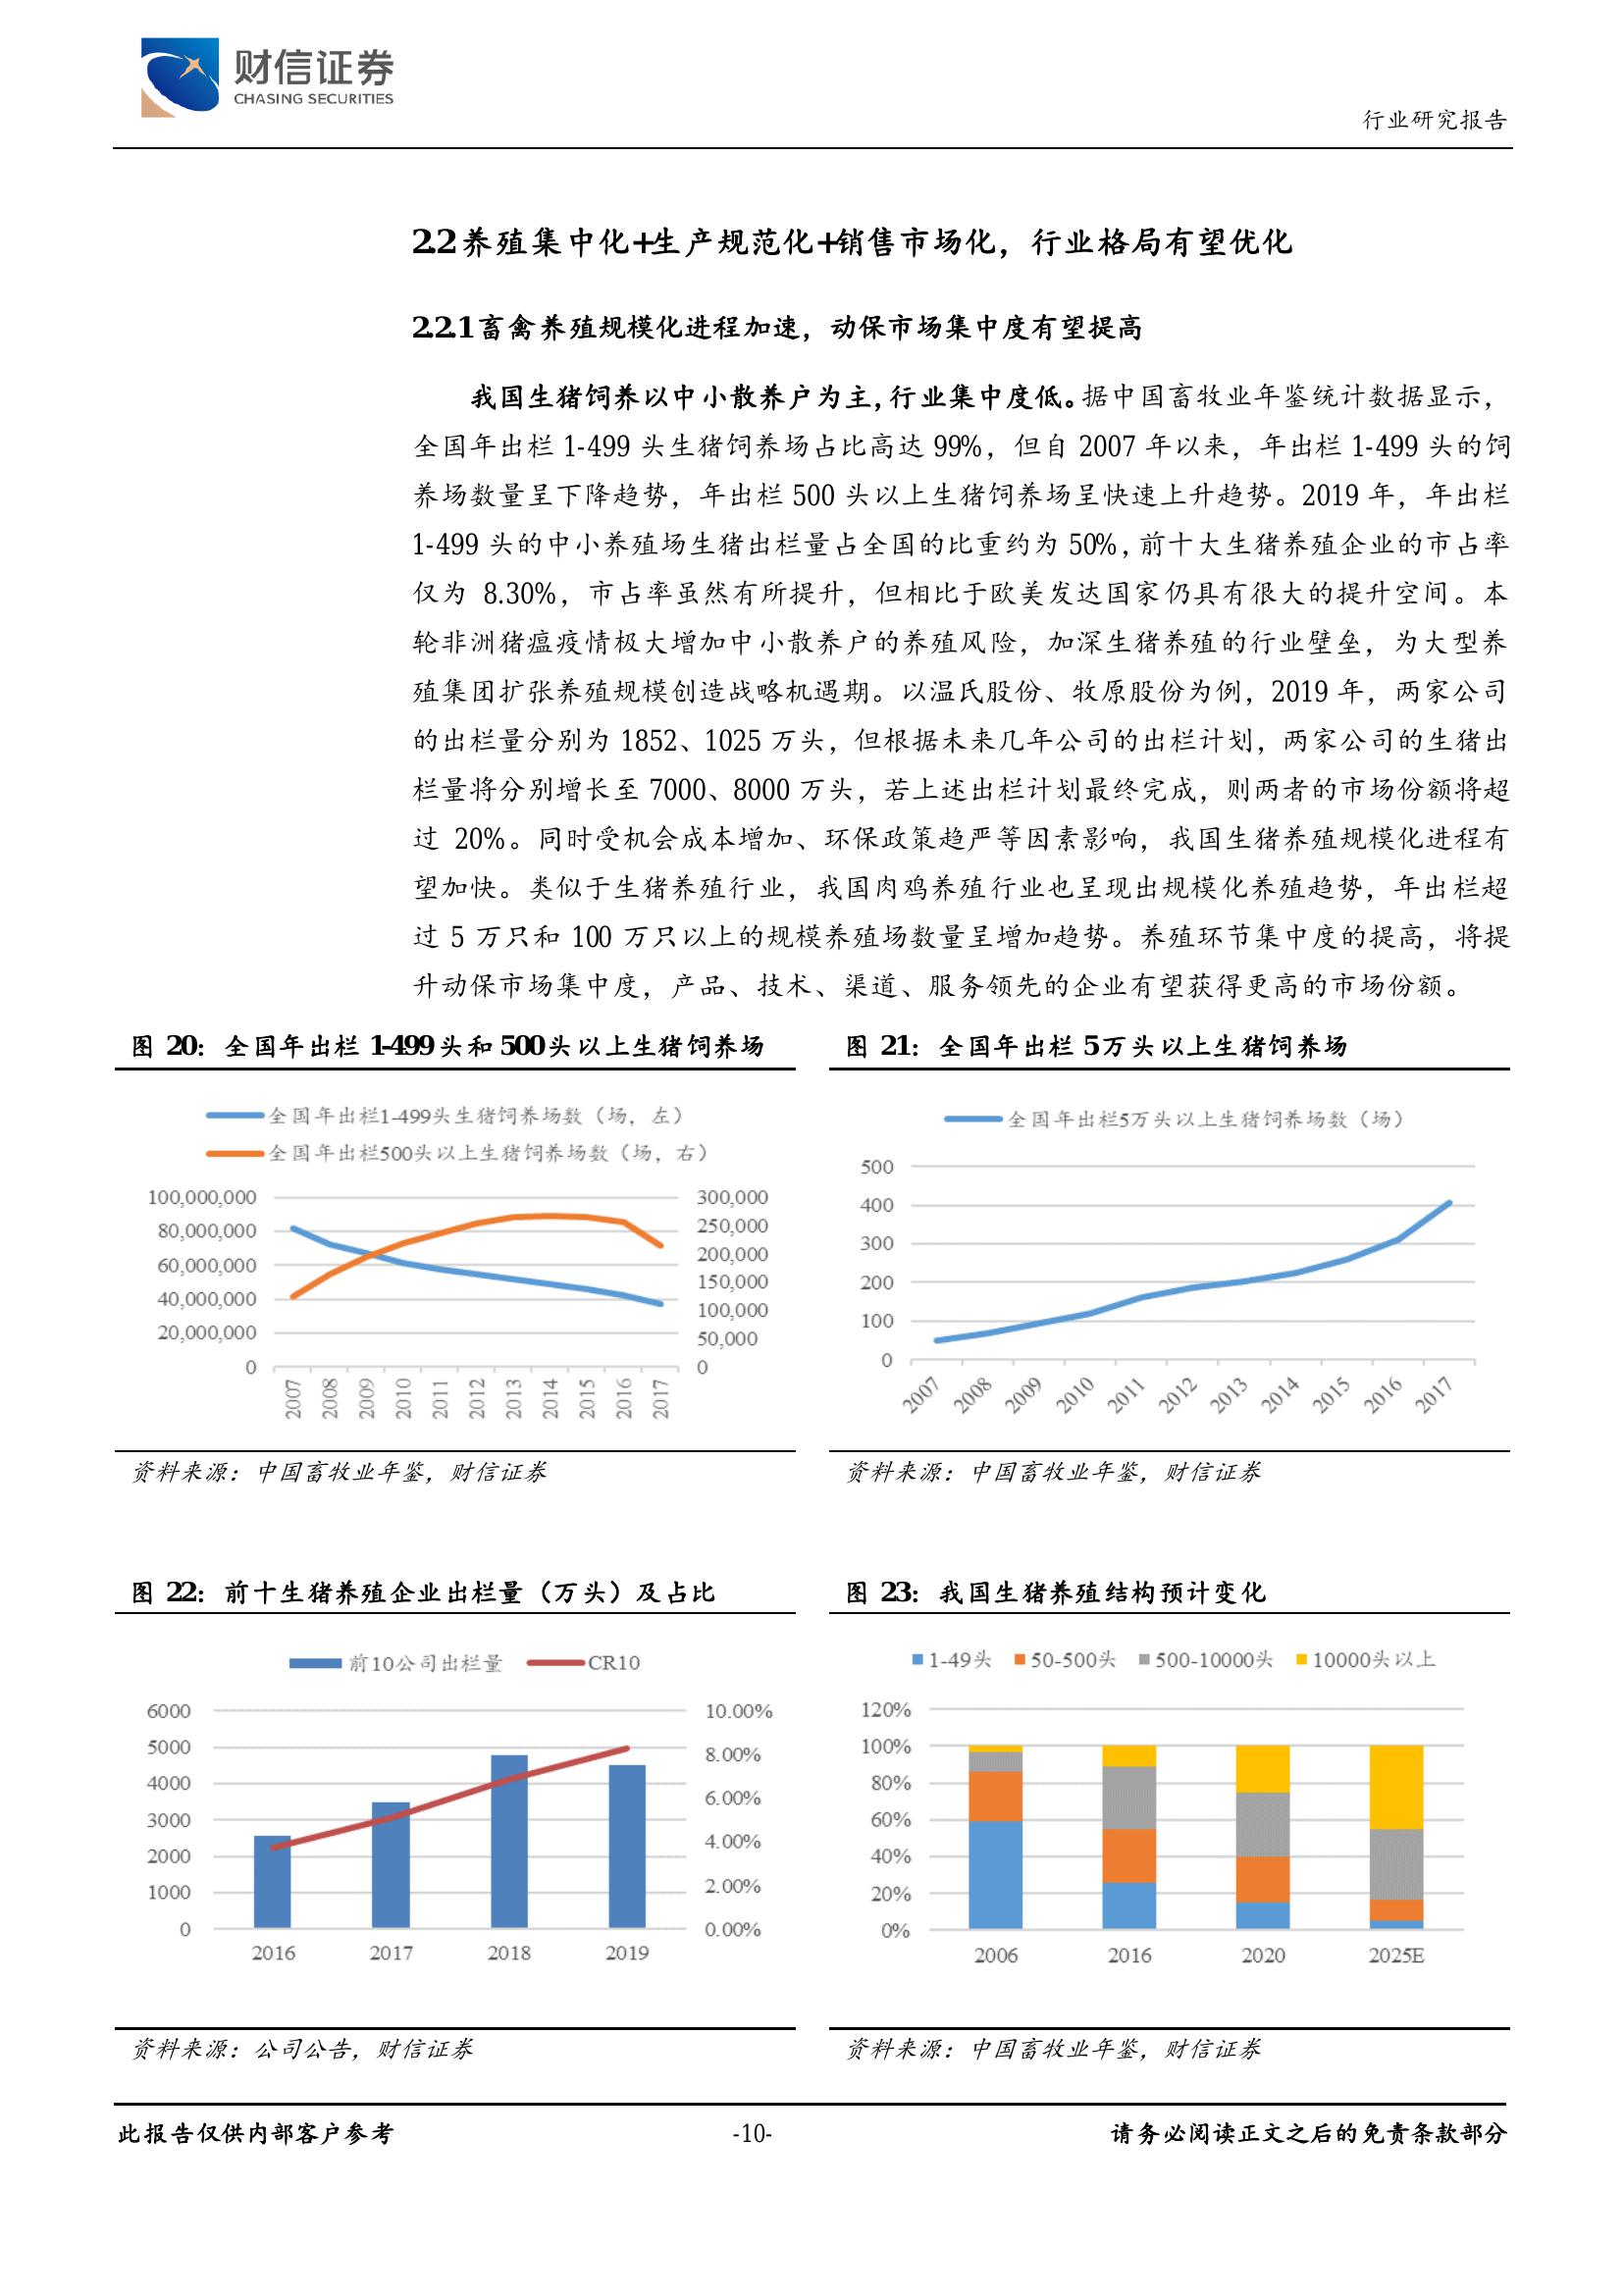 财信证券
CHASING SECURITIES
行业研究报告
2.2 养殖集中化+生产规范化+销售市场化，行业格局有望优化
2.2.1 畜禽养殖规模化进程加速，动保市场集中度有望提高
我国生猪饲养以中小散养户为主，行业集中度低。据中国畜牧业年鉴统计数据显示，
全国年出栏 1-499 头生猪饲养场占比高达 99%，但自 2007 年以来，年出栏 1-499 头的饲
养场数量呈下降趋势，年出栏 500 头以上生猪饲养场呈快速上升趋势。2019 年，年出栏
1-499 头的中小养殖场生猪出栏量占全国的比重约为 50%，前十大生猪养殖企业的市占率
仅为 8.30%，市占率虽然有所提升，但相比于欧美发达国家仍具有很大的提升空间。本
轮非洲猪瘟疫情极大增加中小散养户的养殖风险，加深生猪养殖的行业壁垒，为大型养
殖集团扩张养殖规模创造战略机遇期。以温氏股份、牧原股份为例，2019 年，两家公司
的出栏量分别为 1852、1025 万头，但根据未来几年公司的出栏计划，两家公司的生猪出
栏量将分别增长至 7000、8000 万头，若上述出栏计划最终完成，则两者的市场份额将超
过 20%。同时受机会成本增加、环保政策趋严等因素影响，我国生猪养殖规模化进程有
望加快。类似于生猪养殖行业，我国肉鸡养殖行业也呈现出规模化养殖趋势，年出栏超
过 5 万只和 100 万只以上的规模养殖场数量呈增加趋势。养殖环节集中度的提高，将提
升动保市场集中度，产品、技术、渠道、服务领先的企业有望获得更高的市场份额。
图 20：全国年出栏 1-499 头和 500 头以上生猪饲养场
全国年出栏1-499头生猪饲养场数（场，左）
全国年出栏500头以上生猪饲养场数（场，右）
100,000,000 300,000
80,000,000 250,000
60,000,000 200,000
40,000,000 150,000
20,000,000 100,000
0 50,000
0
2007 2008 2009 2010 2011 2012 2013 2014 2015 2016 2017
资料来源：中国畜牧业年鉴，财信证券
图 21：全国年出栏 5 万头以上生猪饲养场
全国年出栏5万头以上生猪饲养场数（场）
500
400
300
200
100
0
2007 2008 2009 2010 2011 2012 2013 2014 2015 2016 2017
资料来源：中国畜牧业年鉴，财信证券
图 22：前十生猪养殖企业出栏量（万头）及占比
前10公司出栏量 CR10
6000 10.00%
5000 8.00%
4000 6.00%
3000 4.00%
2000 2.00%
1000 0.00%
0
2016 2017 2018 2019
资料来源：公司公告，财信证券
图 23：我国生猪养殖结构预计变化
1-49头 50-500头 500-10000头 10000头以上
120%
100%
80%
60%
40%
20%
0%
2006 2016 2020 2025E
资料来源：中国畜牧业年鉴，财信证券
此报告仅供内部客户参考 -10- 请务必阅读正文之后的免责条款部分